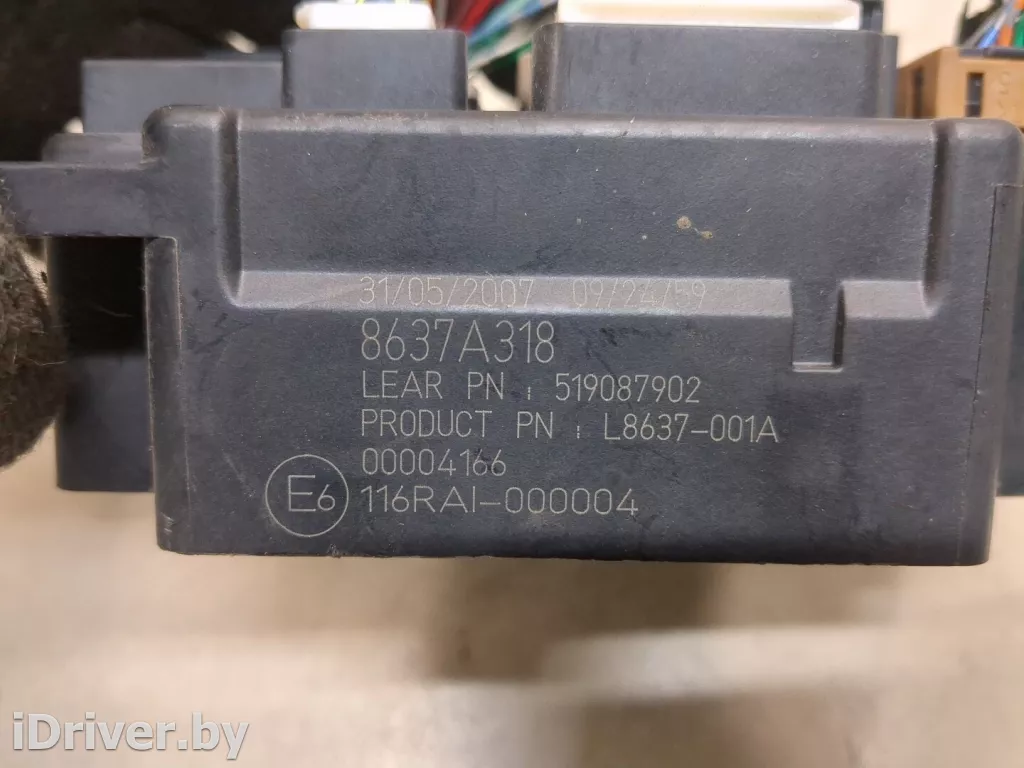 31/05/2007 09/24/59
8637A318
LEAR PN : 519087902
PRODUCT PN : L8637-001A
00004166
E6 116RAI-000004
iDriver.by